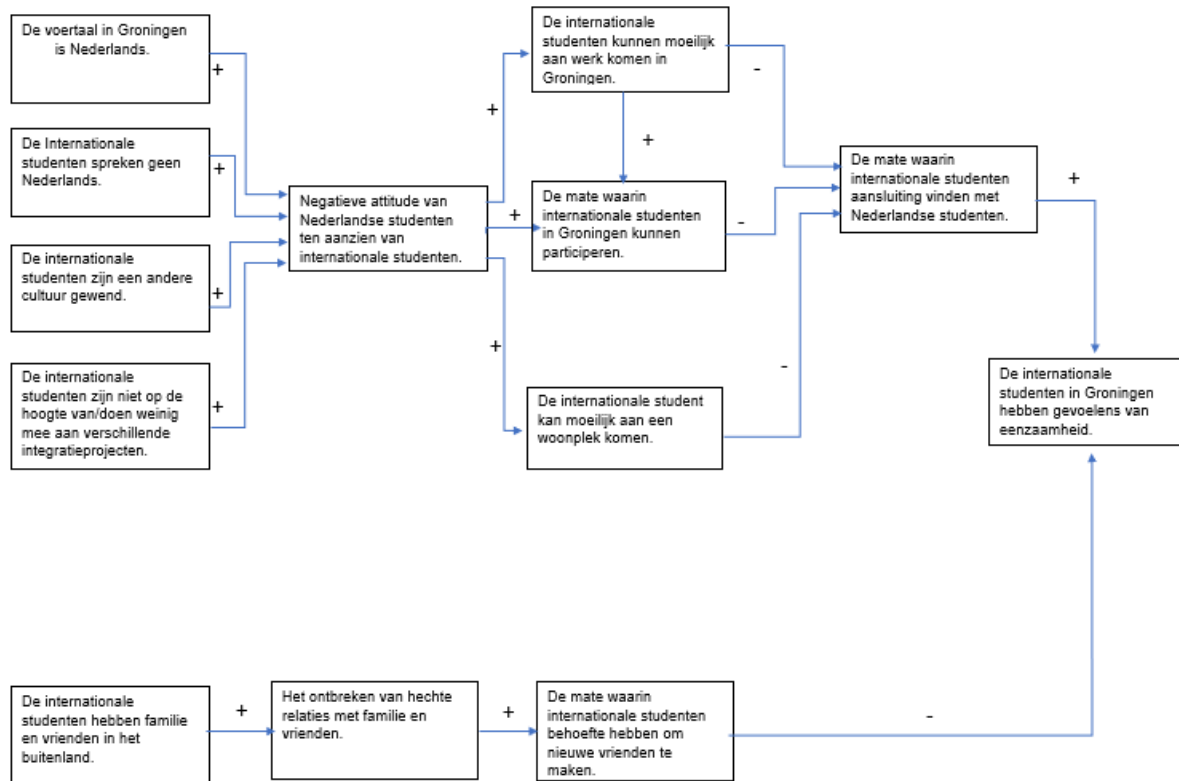 De voertaal in Groningen
is Nederlands.
+
De Internationale
studenten spreken geen
Nederlands.
+
De internationale
studenten zijn een andere
cultuur gewend.
+
De internationale
studenten zijn niet op de
hoogte van/doen weinig
mee aan verschillende
integratieprojecten.
+
Negatieve attitude van
Nederlandse studenten
ten aanzien van
internationale studenten.
+
+
+
De internationale
studenten kunnen moeilijk
aan werk komen in
Groningen.
-
+
De mate waarin
internationale studenten
in Groningen kunnen
participeren.
-
De internationale student
kan moeilijk aan een
woonplek komen.
-
De mate waarin
internationale studenten
aansluiting vinden met
Nederlandse studenten.
+
De internationale
studenten in Groningen
hebben gevoelens van
eenzaamheid.
De internationale
studenten hebben familie
en vrienden in het
buitenland.
+
Het ontbreken van hechte
relaties met familie en
vrienden.
+
De mate waarin
internationale studenten
behoefte hebben om
nieuwe vrienden te
maken.
-